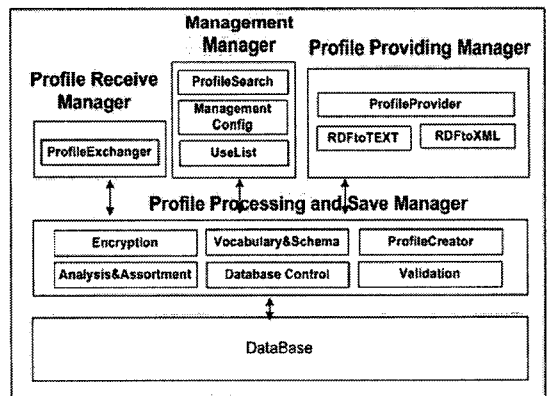 Management
Manager
Profile Providing Manager
Profile Receive
Manager
ProfileSearch
Management
Config
UseList
ProfileProvider
RDFtoTEXT
RDFtoXML
ProfileExchanger
Profile Processing and Save Manager
Encryption
Vocabulary&Schema
ProfileCreator
Analysis&Assortment
Database Control
Validation
DataBase